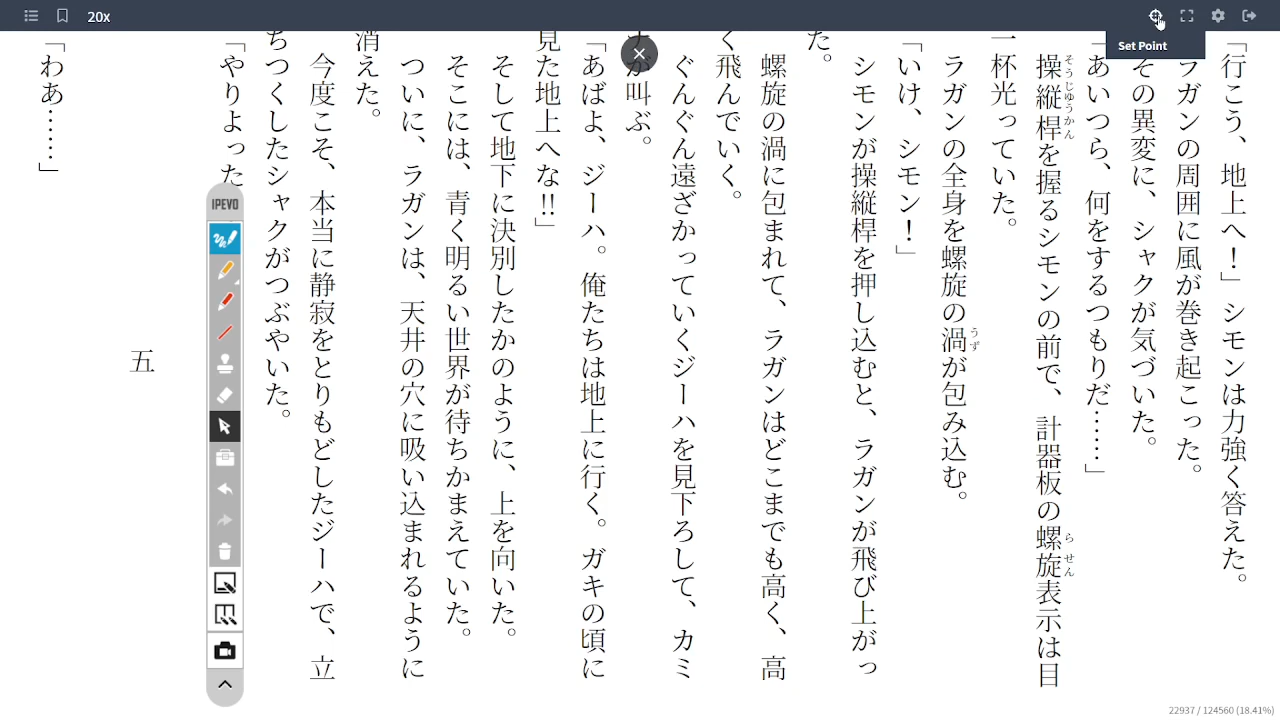 20x
Set Point
「行こう、地上へ！」シモンは力強く答えた。
ラガンの周囲に風が巻き起こった。
その異変に、シャクが気づいた。
「あいつら、何をするつもりだ……」
操縦桿を握るシモンの前で、計器板の螺旋表示は目
そうじゆうかん
らせん
一杯光っていた。
ラガンの全身を螺旋の渦が包み込む。
うず
「いけ、シモン！」
シモンが操縦桿を押し込むと、ラガンが飛び上がっ
た。
螺旋の渦に包まれて、ラガンはどこまでも高く、高
く飛んでいく。
ぐんぐん遠ざかっていくジーハを見下ろして、カミ
ナが叫ぶ。
「あばよ、ジーハ。俺たちは地上に行く。ガキの頃に
見た地上へな!!」
そして地下に決別したかのように、上を向いた。
そこには、青く明るい世界が待ちかまえていた。
ついに、ラガンは、天井の穴に吸い込まれるように
消えた。
今度こそ、本当に静寂をとりもどしたジーハで、立
ちつくしたシャクがつぶやいた。
「やりよった
五
「わあ……」
IPEVO
22937 / 124560 (18.41%)